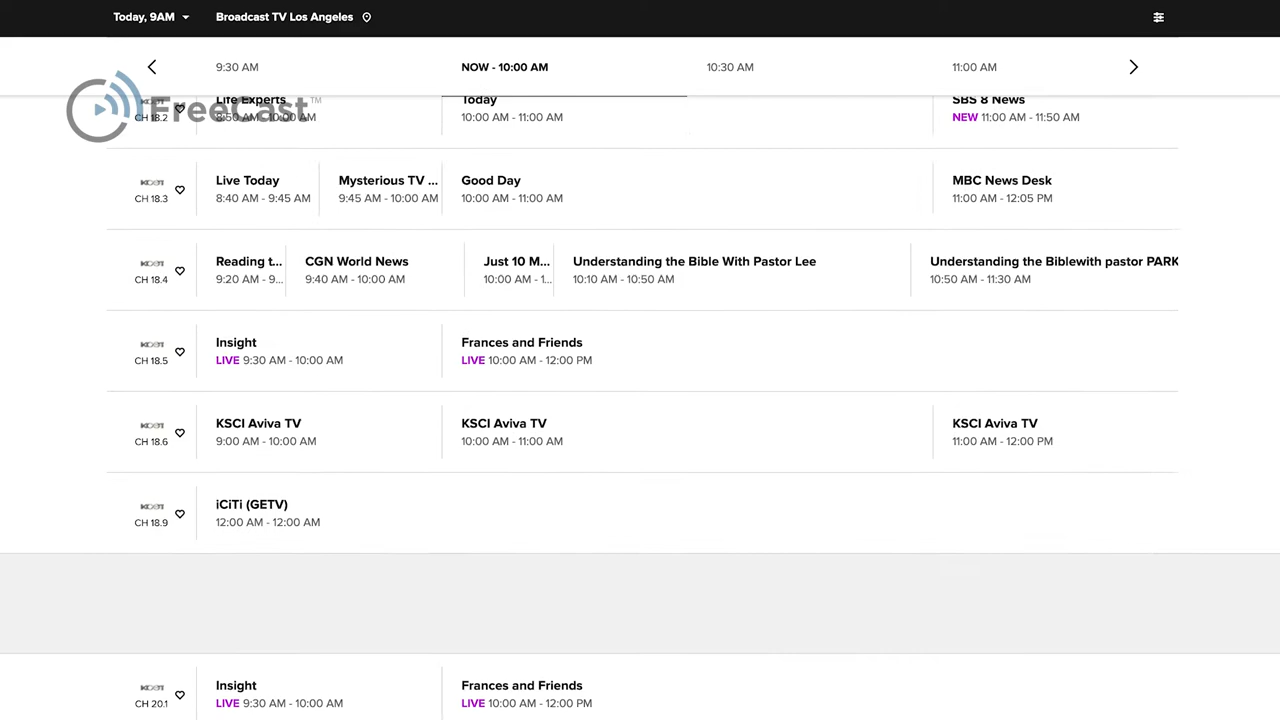 Today, 9AM
Broadcast TV Los Angeles
9:30 AM
NOW - 10:00 AM
10:30 AM
11:00 AM
FreeCast™
CH 18.2
Life Experts
8:50 AM - 10:00 AM
Today
10:00 AM - 11:00 AM
SBS 8 News
NEW 11:00 AM - 11:50 AM
CH 18.3
Live Today
8:40 AM - 9:45 AM
Mysterious TV ...
9:45 AM - 10:00 AM
Good Day
10:00 AM - 11:00 AM
MBC News Desk
11:00 AM - 12:05 PM
CH 18.4
Reading t...
9:20 AM - 9...
CGN World News
9:40 AM - 10:00 AM
Just 10 M...
10:00 AM - 1...
Understanding the Bible With Pastor Lee
10:10 AM - 10:50 AM
Understanding the Biblewith pastor PARK
10:50 AM - 11:30 AM
CH 18.5
Insight
LIVE 9:30 AM - 10:00 AM
Frances and Friends
LIVE 10:00 AM - 12:00 PM
CH 18.6
KSCI Aviva TV
9:00 AM - 10:00 AM
KSCI Aviva TV
10:00 AM - 11:00 AM
KSCI Aviva TV
11:00 AM - 12:00 PM
CH 18.9
iCiTi (GETV)
12:00 AM - 12:00 AM
CH 20.1
Insight
LIVE 9:30 AM - 10:00 AM
Frances and Friends
LIVE 10:00 AM - 12:00 PM